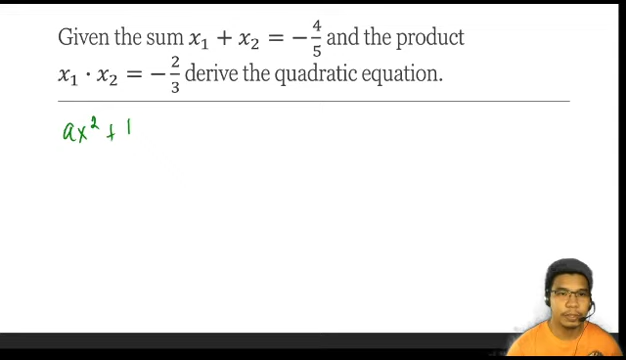 Given the sum x₁ + x₂ = −4/5 and the product
x₁ · x₂ = −2/3 derive the quadratic equation.
ax² + 1